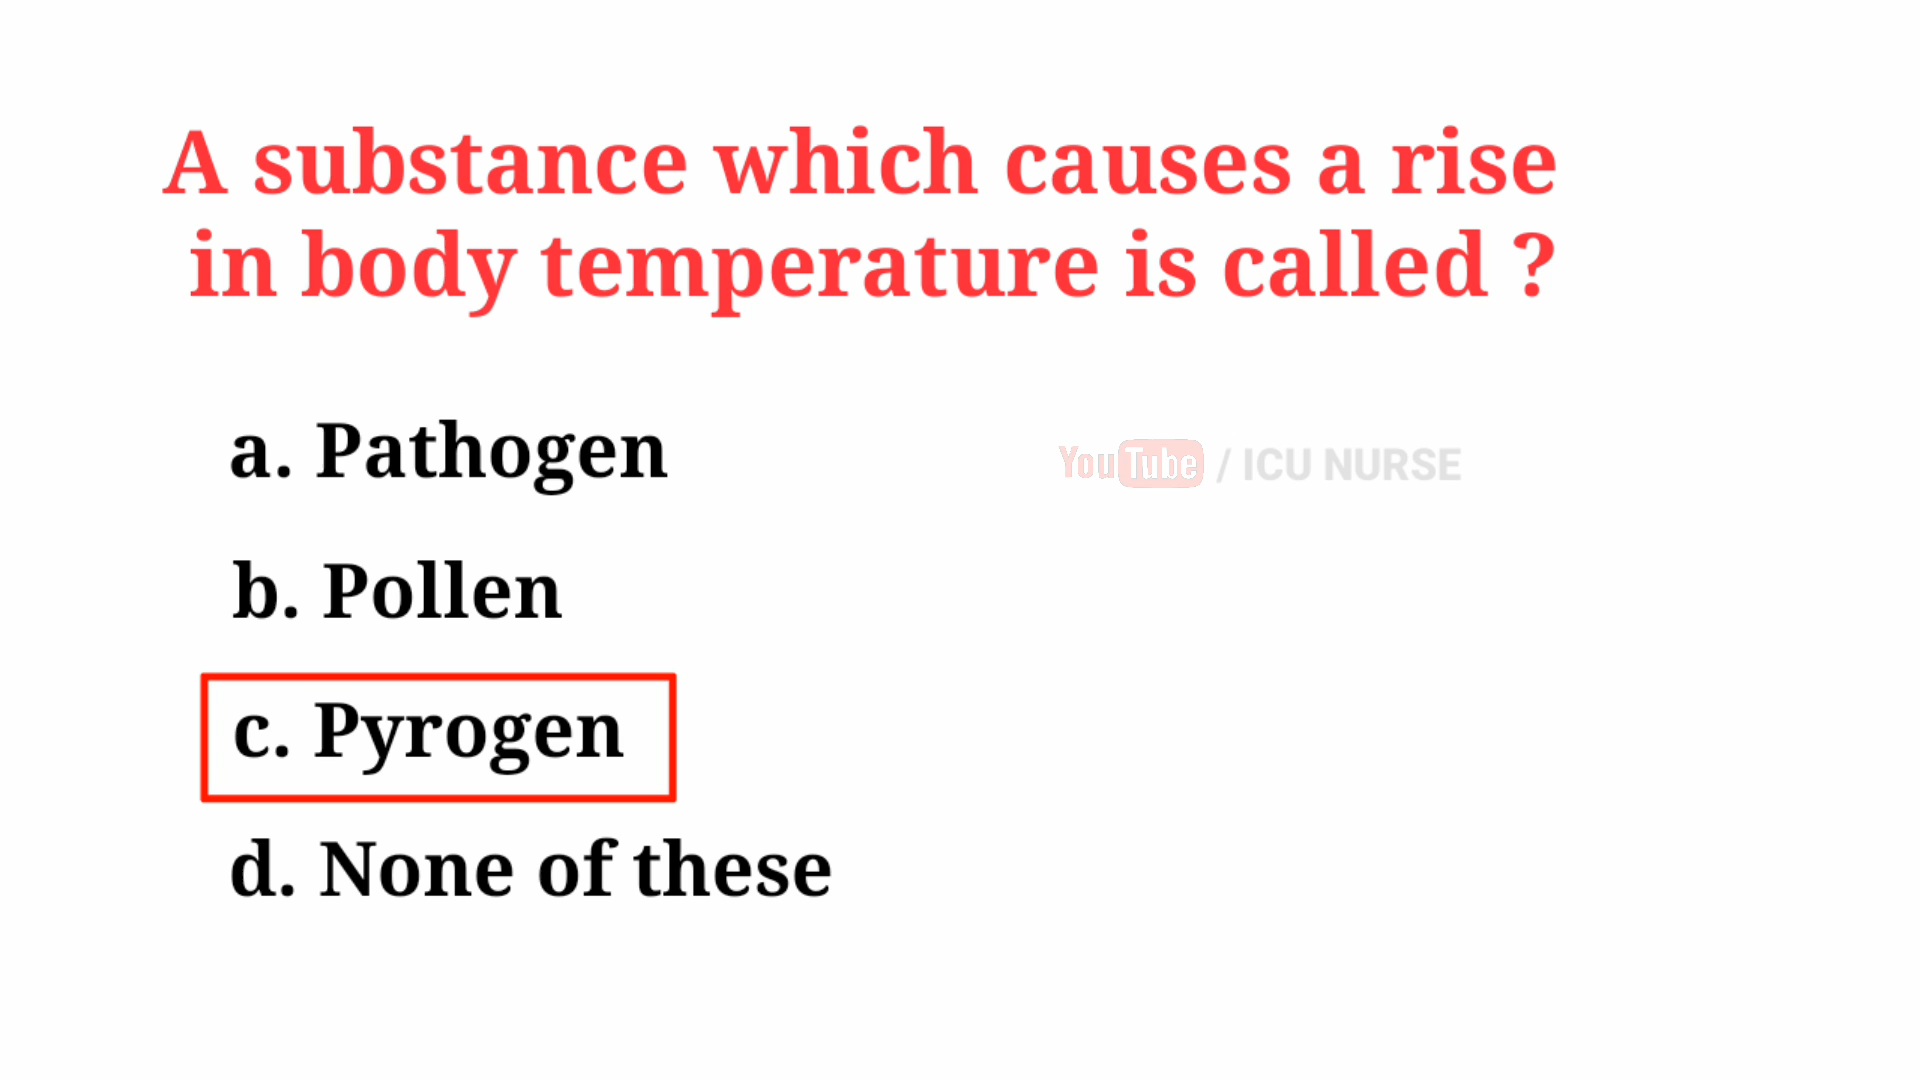 A substance which causes a rise
in body temperature is called ?
a. Pathogen
YouTube / ICU NURSE
b. Pollen
c. Pyrogen
d. None of these